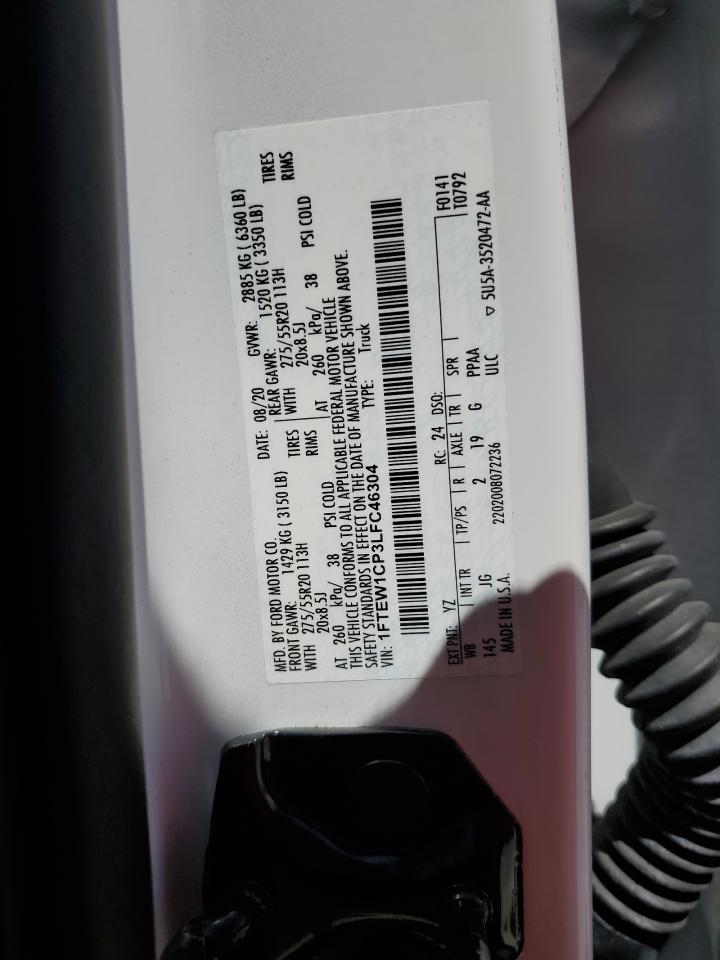 MFD. BY FORD MOTOR CO.
DATE: 08/20 GVWR: 2885 KG ( 6360 LB)
FRONT GAWR: 1429 KG ( 3150 LB)
REAR GAWR: 1520 KG ( 3350 LB)
WITH 275/55R20 113H TIRES
WITH 275/55R20 113H TIRES
20x8.5J RIMS
20x8.5J RIMS
AT 260 kPa/ 38 PSI COLD
AT 260 kPa/ 38 PSI COLD
THIS VEHICLE CONFORMS TO ALL APPLICABLE FEDERAL MOTOR VEHICLE
SAFETY STANDARDS IN EFFECT ON THE DATE OF MANUFACTURE SHOWN ABOVE.
VIN: 1FTEW1CP3LFC46304 TYPE: Truck
F0141
T0792
EXT PNT: YZ RC: 24 DSO:
WB INT TR TP/PS R AXLE TR SPR
145 JG 2 19 G PPAA
MADE IN U.S.A. 2202008072236 ULC ▽ 5U5A-3520472-AA